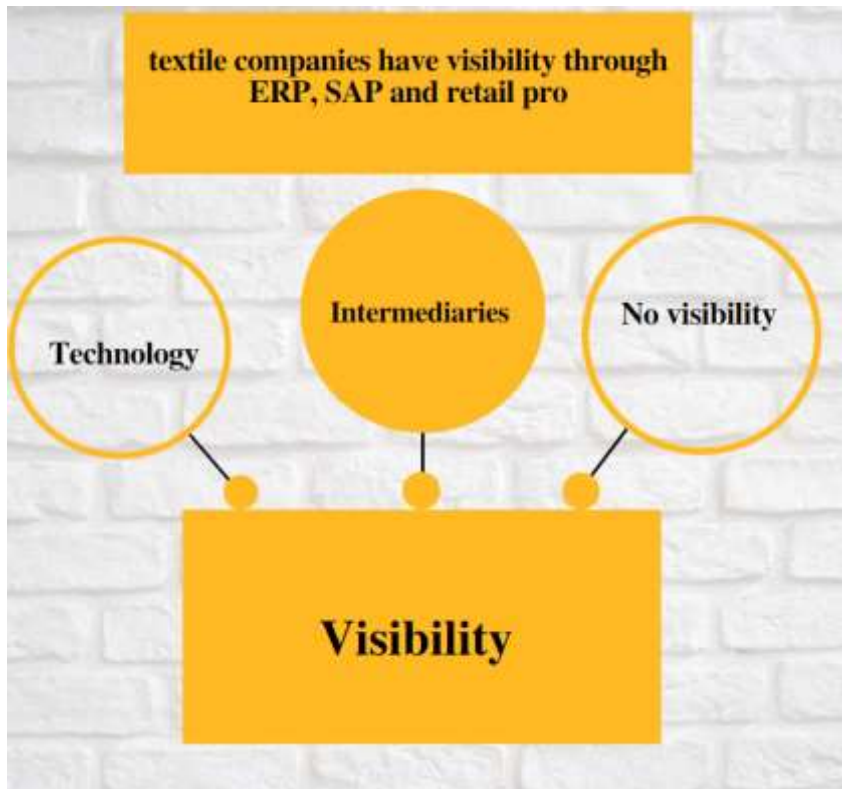 textile companies have visibility through
ERP, SAP and retail pro
Technology
Intermediaries
No visibility
Visibility